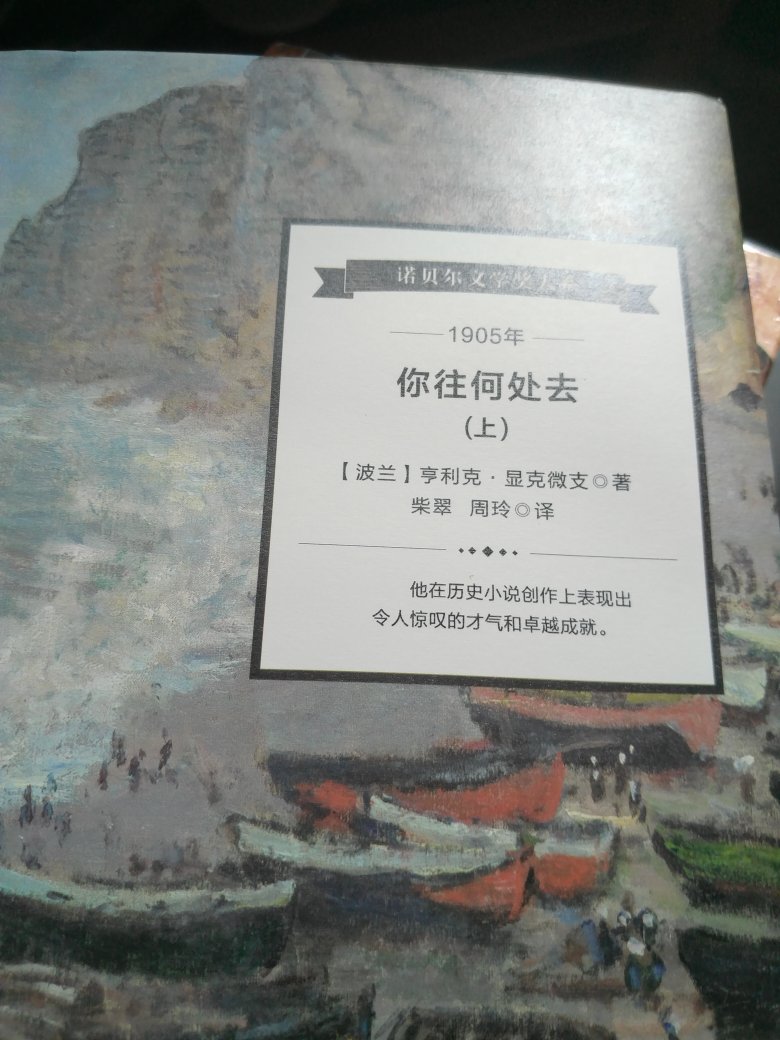 诺贝尔文学奖
1905年
你往何处去
(上)
【波兰】亨利克·显克微支◎著
柴翠 周玲◎译
他在历史小说创作上表现出
令人惊叹的才气和卓越成就。